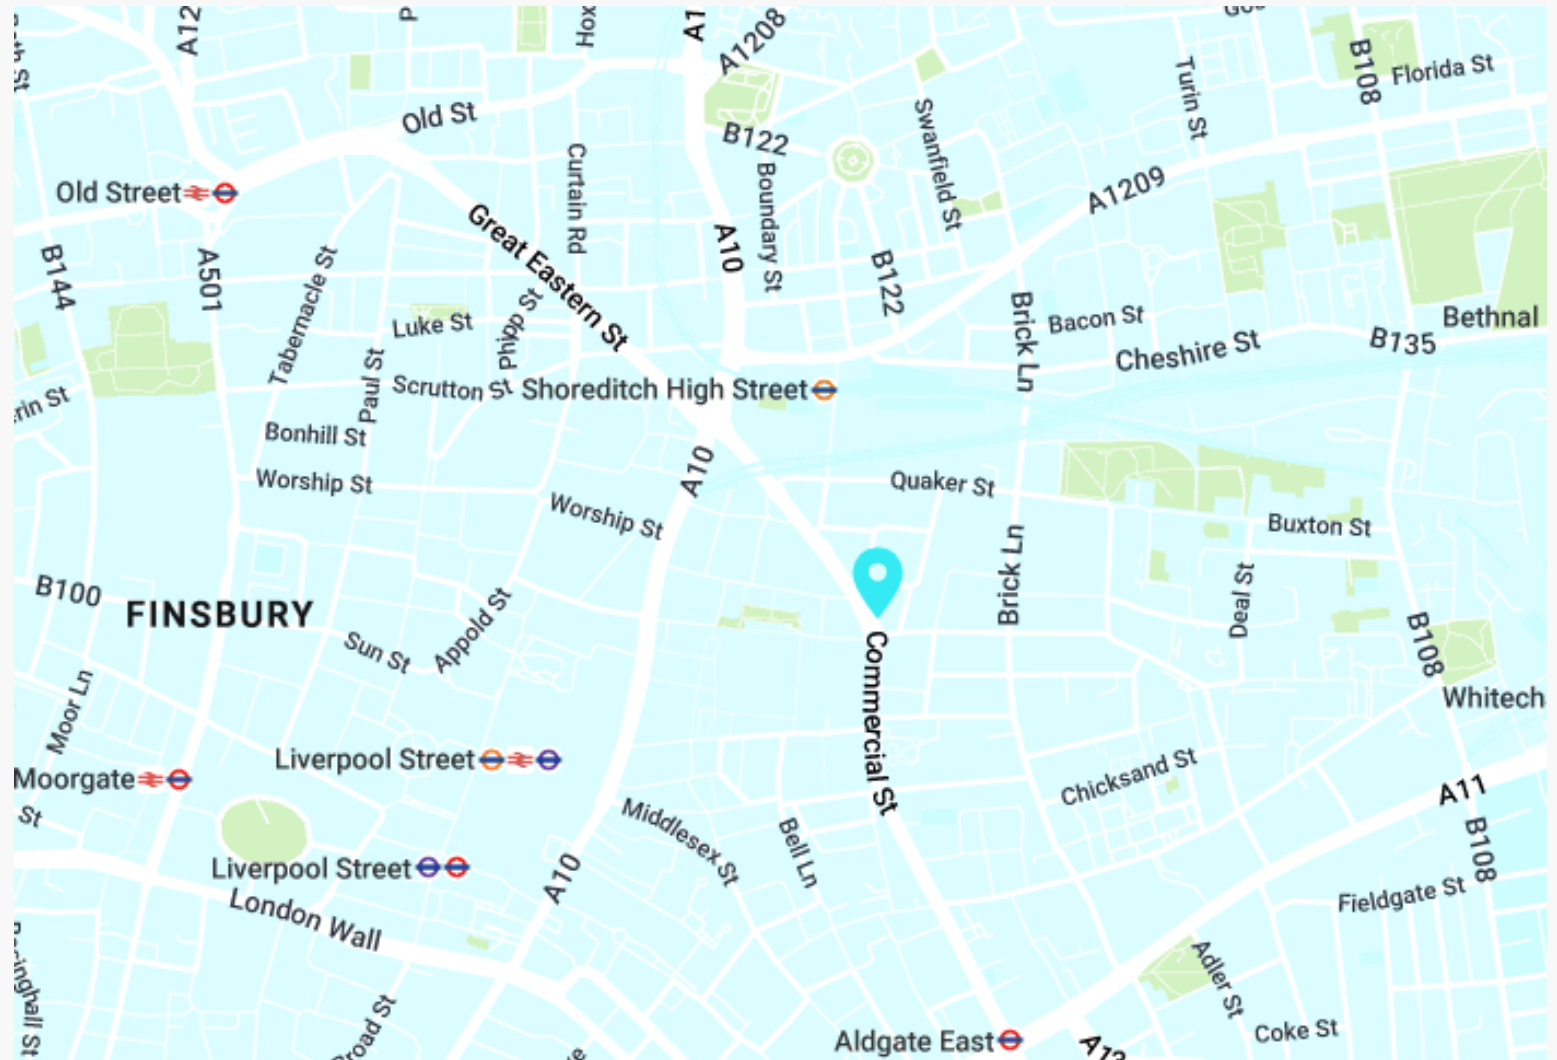 A12
A1
A1208
B108
Florida St
Turin St
Old St
B122
Swanfield St
Curtain Rd
Boundary St
Old Street
A1209
Great Eastern St
A10
B144
A501
Tabernacle St
B122
Phipp St
Luke St
Brick Ln
Bacon St
Bethnal
Cheshire St
B135
Paul St
Scrutton St
Shoreditch High Street
Bonhill St
Worship St
A10
Quaker St
Worship St
Buxton St
Brick Ln
Deal St
B100
FINSBURY
Appold St
Sun St
B108
Commercial St
Moor Ln
Whitech
Liverpool Street
Moorgate
Chicksand St
A11
St
Middlesex St
Bell Ln
B108
Liverpool Street
A10
London Wall
Fieldgate St
Adler St
Coke St
Aldgate East